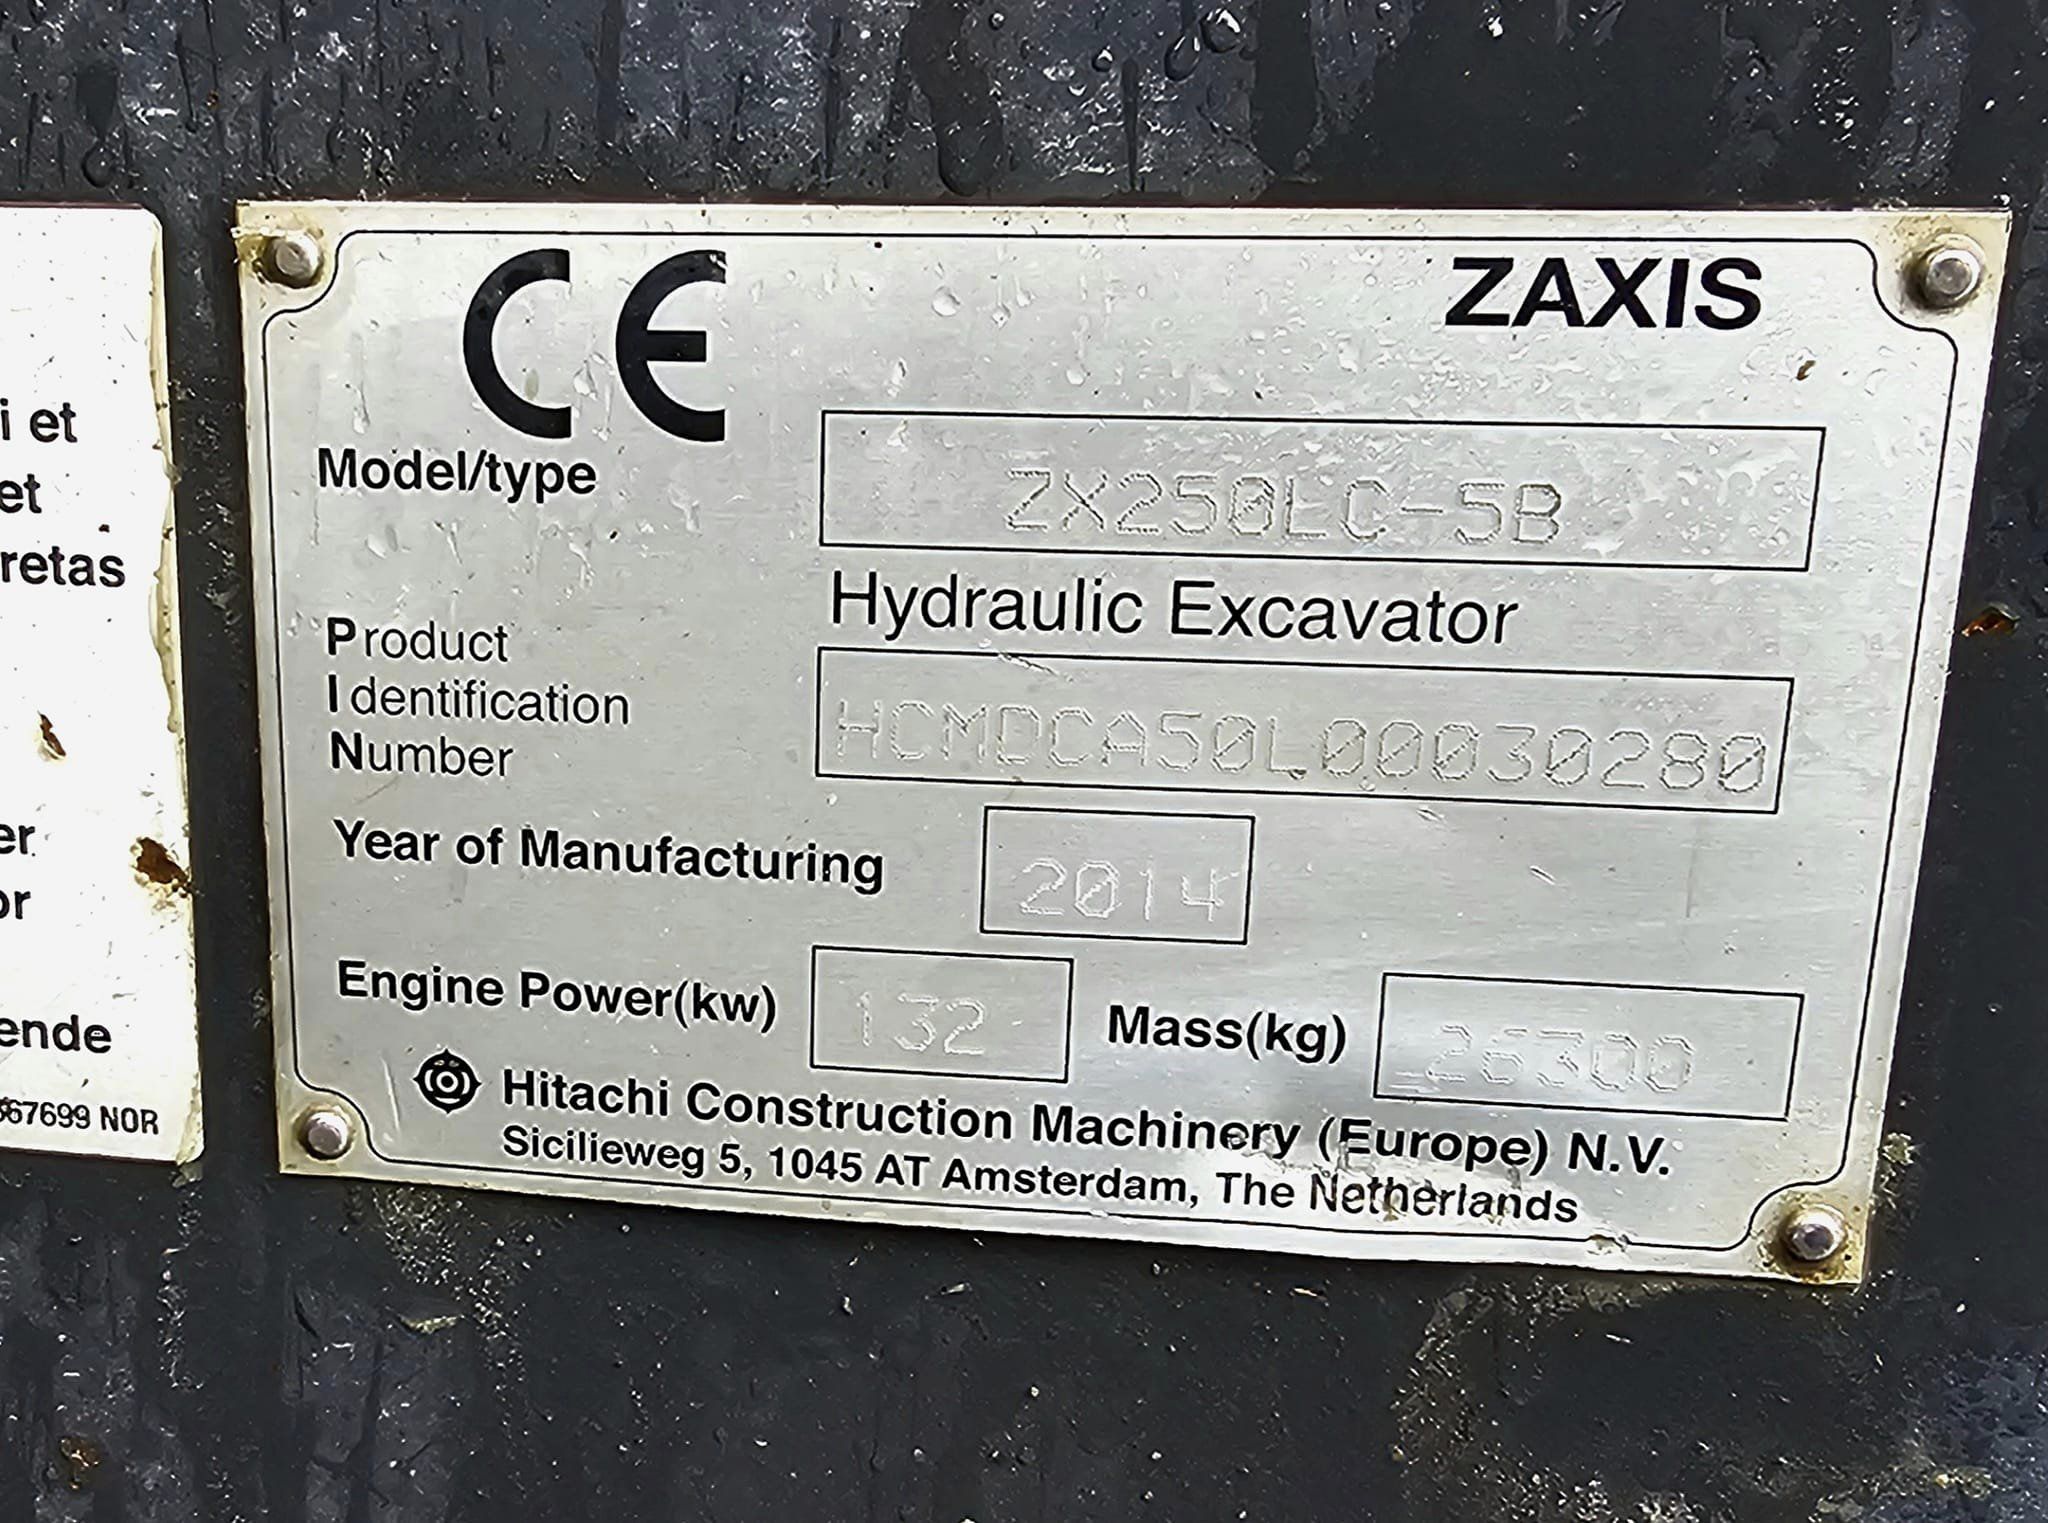 i et
et
retas
er
or
ende
67699 NOR
CE
ZAXIS
Model/type ZX250LC-5B
Hydraulic Excavator
Product
Identification
Number
HCMDCA50L00030280
Year of Manufacturing 2014
Engine Power(kw) 132 Mass(kg) 26300
Hitachi Construction Machinery (Europe) N.V.
Sicilieweg 5, 1045 AT Amsterdam, The Netherlands